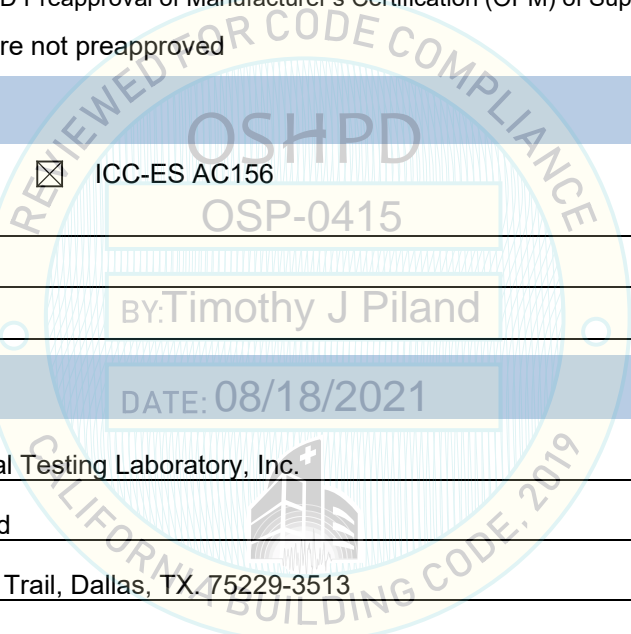 D Preapproval of Manufacturer's Certification (OPM) of Sup
re not preapproved
REVIEWED FOR CODE COMPLIANCE
OSHPD
ICC-ES AC156
OSP-0415
BY:Timothy J Piland
DATE: 08/18/2021
al Testing Laboratory, Inc.
d
Trail, Dallas, TX. 75229-3513
CALIFORNIA BUILDING CODE, 2019